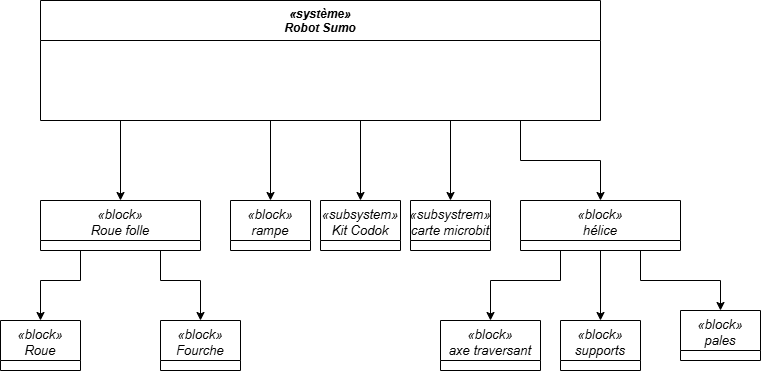 «système»
Robot Sumo
«block»
Roue folle
«block»
rampe
«subsystem»
Kit Codok
«subsystrem»
carte microbit
«block»
hélice
«block»
Roue
«block»
Fourche
«block»
axe traversant
«block»
supports
«block»
pales